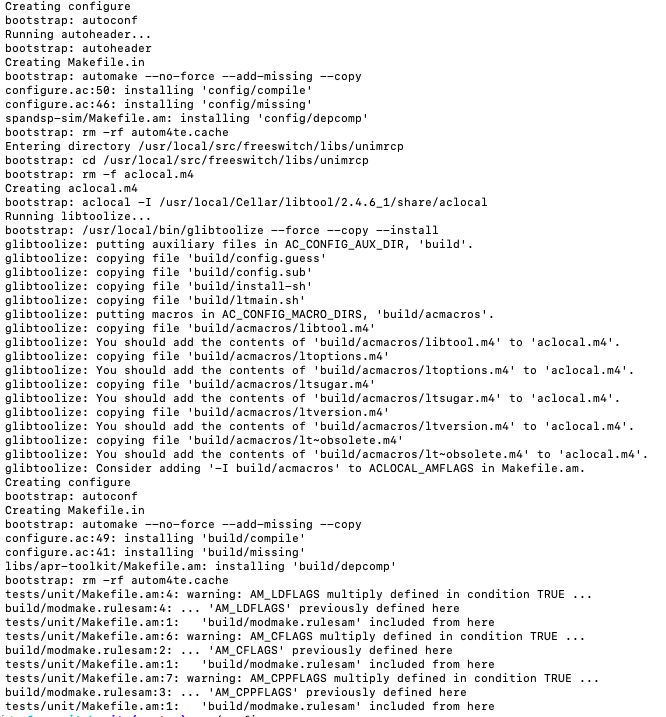 Creating configure
bootstrap: autoconf
Running autoheader...
bootstrap: autoheader
Creating Makefile.in
bootstrap: automake --no-force --add-missing --copy
configure.ac:50: installing 'config/compile'
configure.ac:46: installing 'config/missing'
spandsp-sim/Makefile.am: installing 'config/depcomp'
bootstrap: rm -rf autom4te.cache
Entering directory /usr/local/src/freeswitch/libs/unimrcp
bootstrap: cd /usr/local/src/freeswitch/libs/unimrcp
bootstrap: rm -f aclocal.m4
Creating aclocal.m4
bootstrap: aclocal -I /usr/local/Cellar/libtool/2.4.6_1/share/aclocal
Running libtoolize...
bootstrap: /usr/local/bin/glibtoolize --force --copy --install
glibtoolize: putting auxiliary files in AC_CONFIG_AUX_DIR, 'build'.
glibtoolize: copying file 'build/config.guess'
glibtoolize: copying file 'build/config.sub'
glibtoolize: copying file 'build/install-sh'
glibtoolize: copying file 'build/ltmain.sh'
glibtoolize: putting macros in AC_CONFIG_MACRO_DIRS, 'build/acmacros'.
glibtoolize: copying file 'build/acmacros/libtool.m4'
glibtoolize: You should add the contents of 'build/acmacros/libtool.m4' to 'aclocal.m4'.
glibtoolize: copying file 'build/acmacros/ltoptions.m4'
glibtoolize: You should add the contents of 'build/acmacros/ltoptions.m4' to 'aclocal.m4'.
glibtoolize: copying file 'build/acmacros/ltsugar.m4'
glibtoolize: You should add the contents of 'build/acmacros/ltsugar.m4' to 'aclocal.m4'.
glibtoolize: copying file 'build/acmacros/ltversion.m4'
glibtoolize: You should add the contents of 'build/acmacros/ltversion.m4' to 'aclocal.m4'.
glibtoolize: copying file 'build/acmacros/lt~obsolete.m4'
glibtoolize: You should add the contents of 'build/acmacros/lt~obsolete.m4' to 'aclocal.m4'.
glibtoolize: Consider adding '-I build/acmacros' to ACLOCAL_AMFLAGS in Makefile.am.
Creating configure
bootstrap: autoconf
Creating Makefile.in
bootstrap: automake --no-force --add-missing --copy
configure.ac:49: installing 'build/compile'
configure.ac:41: installing 'build/missing'
libs/apr-toolkit/Makefile.am: installing 'build/depcomp'
bootstrap: rm -rf autom4te.cache
tests/unit/Makefile.am:4: warning: AM_LDFLAGS multiply defined in condition TRUE ...
build/modmake.rulesam:4: ... 'AM_LDFLAGS' previously defined here
tests/unit/Makefile.am:1:   'build/modmake.rulesam' included from here
tests/unit/Makefile.am:6: warning: AM_CFLAGS multiply defined in condition TRUE ...
build/modmake.rulesam:2: ... 'AM_CFLAGS' previously defined here
tests/unit/Makefile.am:1:   'build/modmake.rulesam' included from here
tests/unit/Makefile.am:7: warning: AM_CPPFLAGS multiply defined in condition TRUE ...
build/modmake.rulesam:3: ... 'AM_CPPFLAGS' previously defined here
tests/unit/Makefile.am:1:   'build/modmake.rulesam' included from here